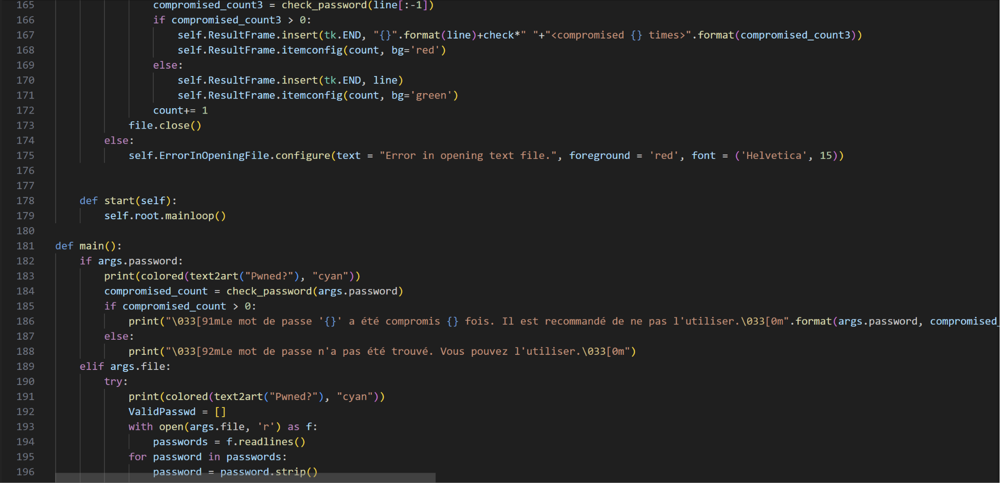 165 compromised_count3 = check_password(line[:-1])
166 if compromised_count3 > 0:
167 self.ResultFrame.insert(tk.END, "{}".format(line)+check*" "+"<compromised {} times>".format(compromised_count3))
168 self.ResultFrame.itemconfig(count, bg='red')
169 else:
170 self.ResultFrame.insert(tk.END, line)
171 self.ResultFrame.itemconfig(count, bg='green')
172 count+= 1
173 file.close()
174 else:
175 self.ErrorInOpeningFile.configure(text = "Error in opening text file.", foreground = 'red', font = ('Helvetica', 15))
176
177
178 def start(self):
179 self.root.mainloop()
180
181 def main():
182 if args.password:
183 print(colored(text2art("Pwned?"), "cyan"))
184 compromised_count = check_password(args.password)
185 if compromised_count > 0:
186 print("\033[91mLe mot de passe '{}' a été compromis {} fois. Il est recommandé de ne pas l'utiliser.\033[0m".format(args.password, compromised_
187 else:
188 print("\033[92mLe mot de passe n'a pas été trouvé. Vous pouvez l'utiliser.\033[0m")
189 elif args.file:
190 try:
191 print(colored(text2art("Pwned?"), "cyan"))
192 ValidPasswd = []
193 with open(args.file, 'r') as f:
194 passwords = f.readlines()
195 for password in passwords:
196 password = password.strip()